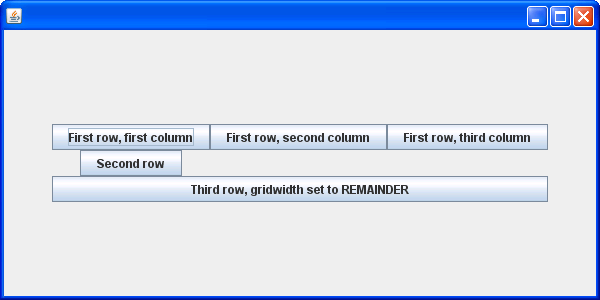 First row, first column First row, second column First row, third column
Second row
Third row, gridwidth set to REMAINDER